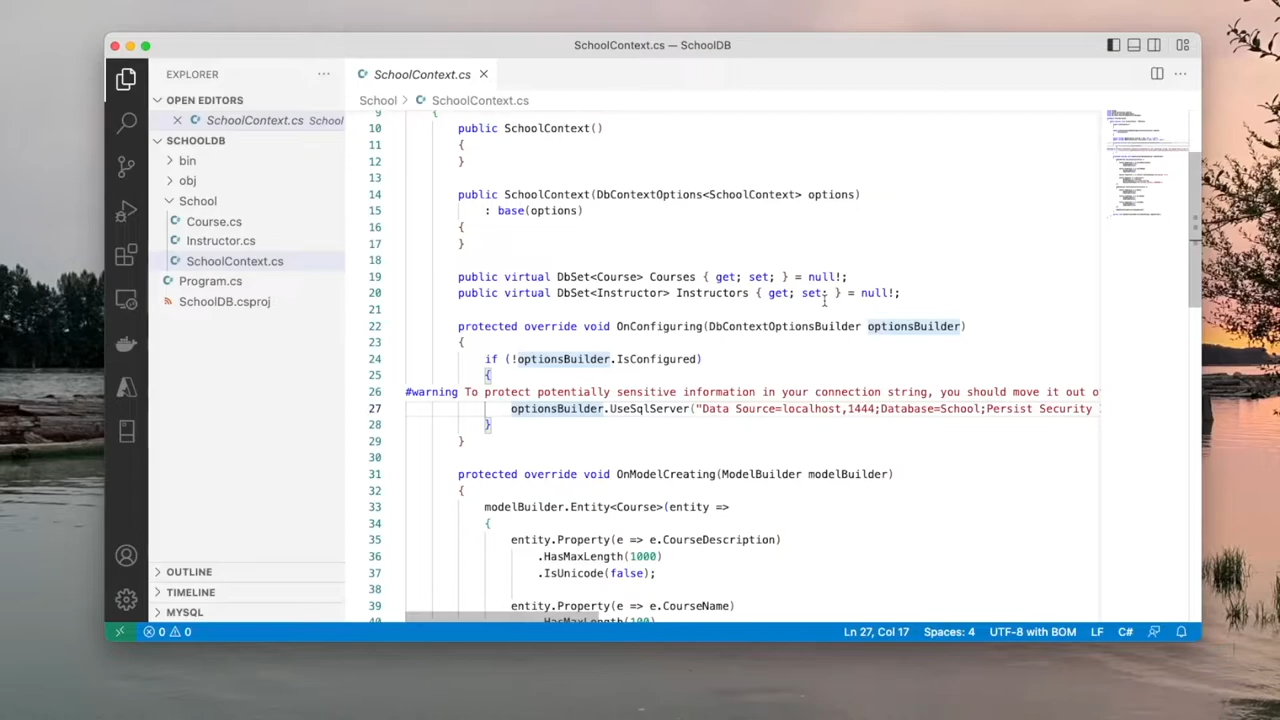 SchoolContext.cs — SchoolDB
EXPLORER
SchoolContext.cs
OPEN EDITORS
SchoolContext.cs School
SCHOOLDB
bin
obj
School
Course.cs
Instructor.cs
SchoolContext.cs
Program.cs
SchoolDB.csproj
OUTLINE
TIMELINE
MYSQL
School > SchoolContext.cs
9 {
10 public SchoolContext()
11 {
12 }
13
14 public SchoolContext(DbContextOptions<SchoolContext> options)
15 : base(options)
16 {
17 }
18
19 public virtual DbSet<Course> Courses { get; set; } = null!;
20 public virtual DbSet<Instructor> Instructors { get; set; } = null!;
21
22 protected override void OnConfiguring(DbContextOptionsBuilder optionsBuilder)
23 {
24 if (!optionsBuilder.IsConfigured)
25 {
26 #warning To protect potentially sensitive information in your connection string, you should move it out o
27 optionsBuilder.UseSqlServer("Data Source=localhost,1444;Database=School;Persist Security
28 }
29 }
30
31 protected override void OnModelCreating(ModelBuilder modelBuilder)
32 {
33 modelBuilder.Entity<Course>(entity =>
34 {
35 entity.Property(e => e.CourseDescription)
36 .HasMaxLength(1000)
37 .IsUnicode(false);
38
39 entity.Property(e => e.CourseName)
40 .HasMaxLength(100)
0 0
Ln 27, Col 17 Spaces: 4 UTF-8 with BOM LF C#